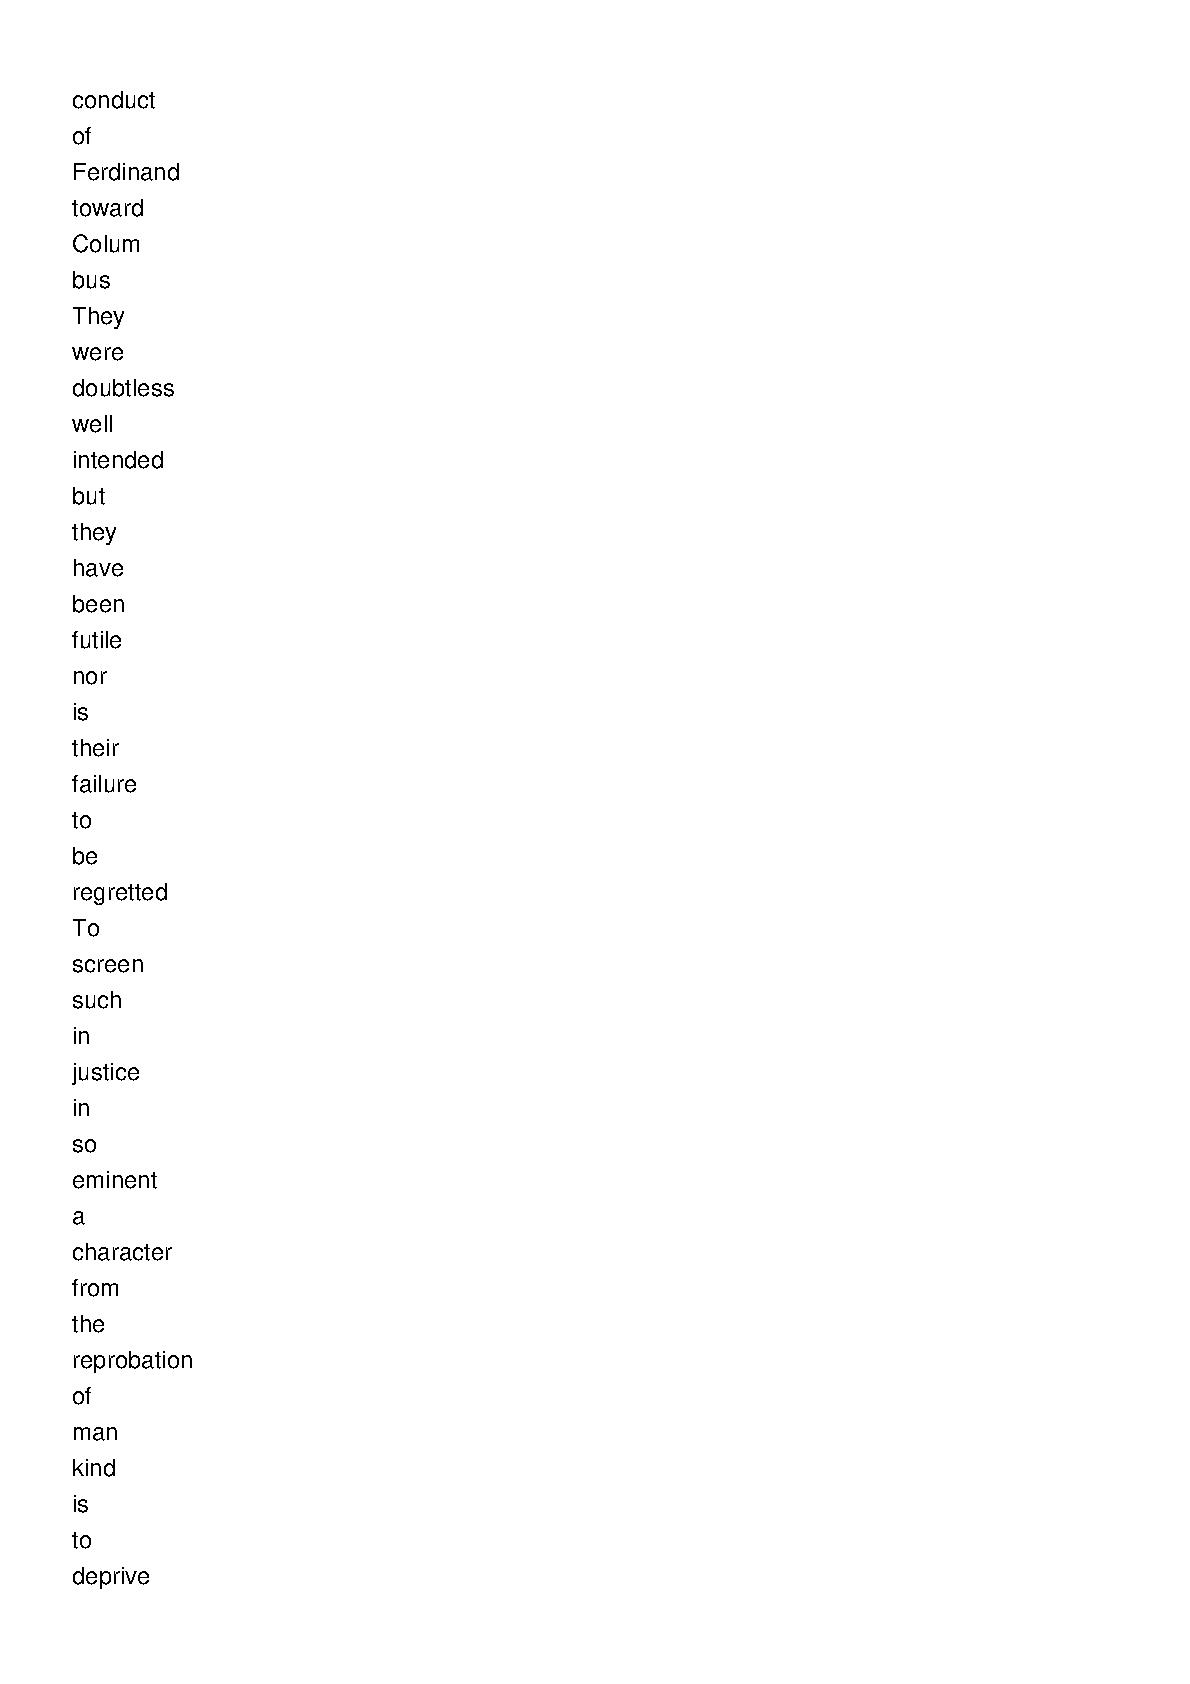 conduct
of
Ferdinand
toward
Colum
bus
They
were
doubtless
well
intended
but
they
have
been
futile
nor
is
their
failure
to
be
regretted
To
screen
such
in
justice
in
so
eminent
a
character
from
the
reprobation
of
man
kind
is
to
deprive